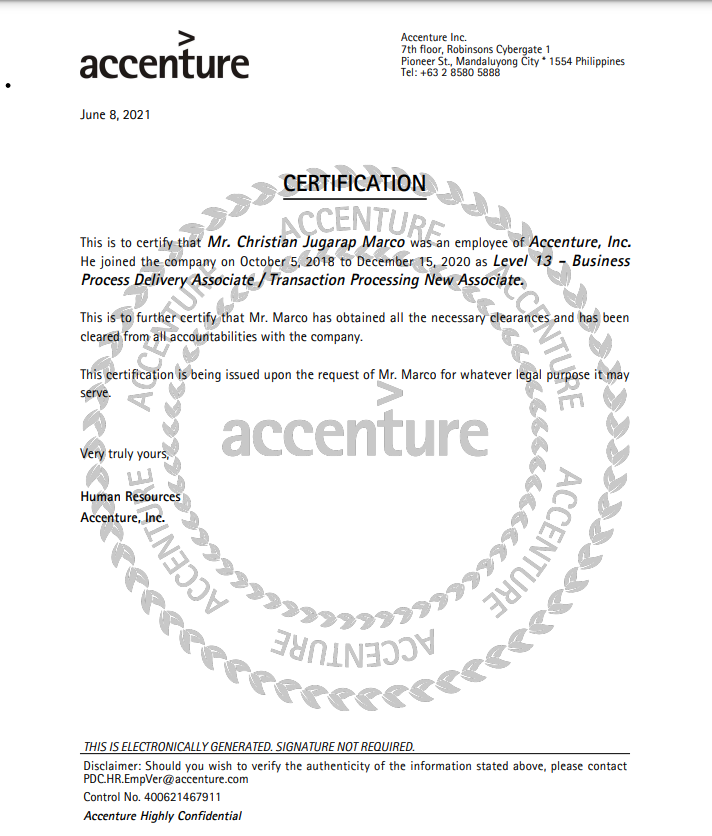 accenture
Accenture Inc.
7th floor, Robinsons Cybergate 1
Pioneer St., Mandaluyong City * 1554 Philippines
Tel: +63 2 8580 5888
June 8, 2021
CERTIFICATION
This is to certify that Mr. Christian Jugarap Marco was an employee of Accenture, Inc.
He joined the company on October 5, 2018 to December 15, 2020 as Level 13 – Business
Process Delivery Associate / Transaction Processing New Associate.
This is to further certify that Mr. Marco has obtained all the necessary clearances and has been
cleared from all accountabilities with the company.
This certification is being issued upon the request of Mr. Marco for whatever legal purpose it may
serve.
Very truly yours,
Human Resources
Accenture, Inc.
accenture
ACCENTURE
ACCENTURE
ACCENTURE
ACCENTURE
ACCENTURE
ACCENTURE
THIS IS ELECTRONICALLY GENERATED. SIGNATURE NOT REQUIRED.
Disclaimer: Should you wish to verify the authenticity of the information stated above, please contact
PDC.HR.EmpVer@accenture.com
Control No. 400621467911
Accenture Highly Confidential